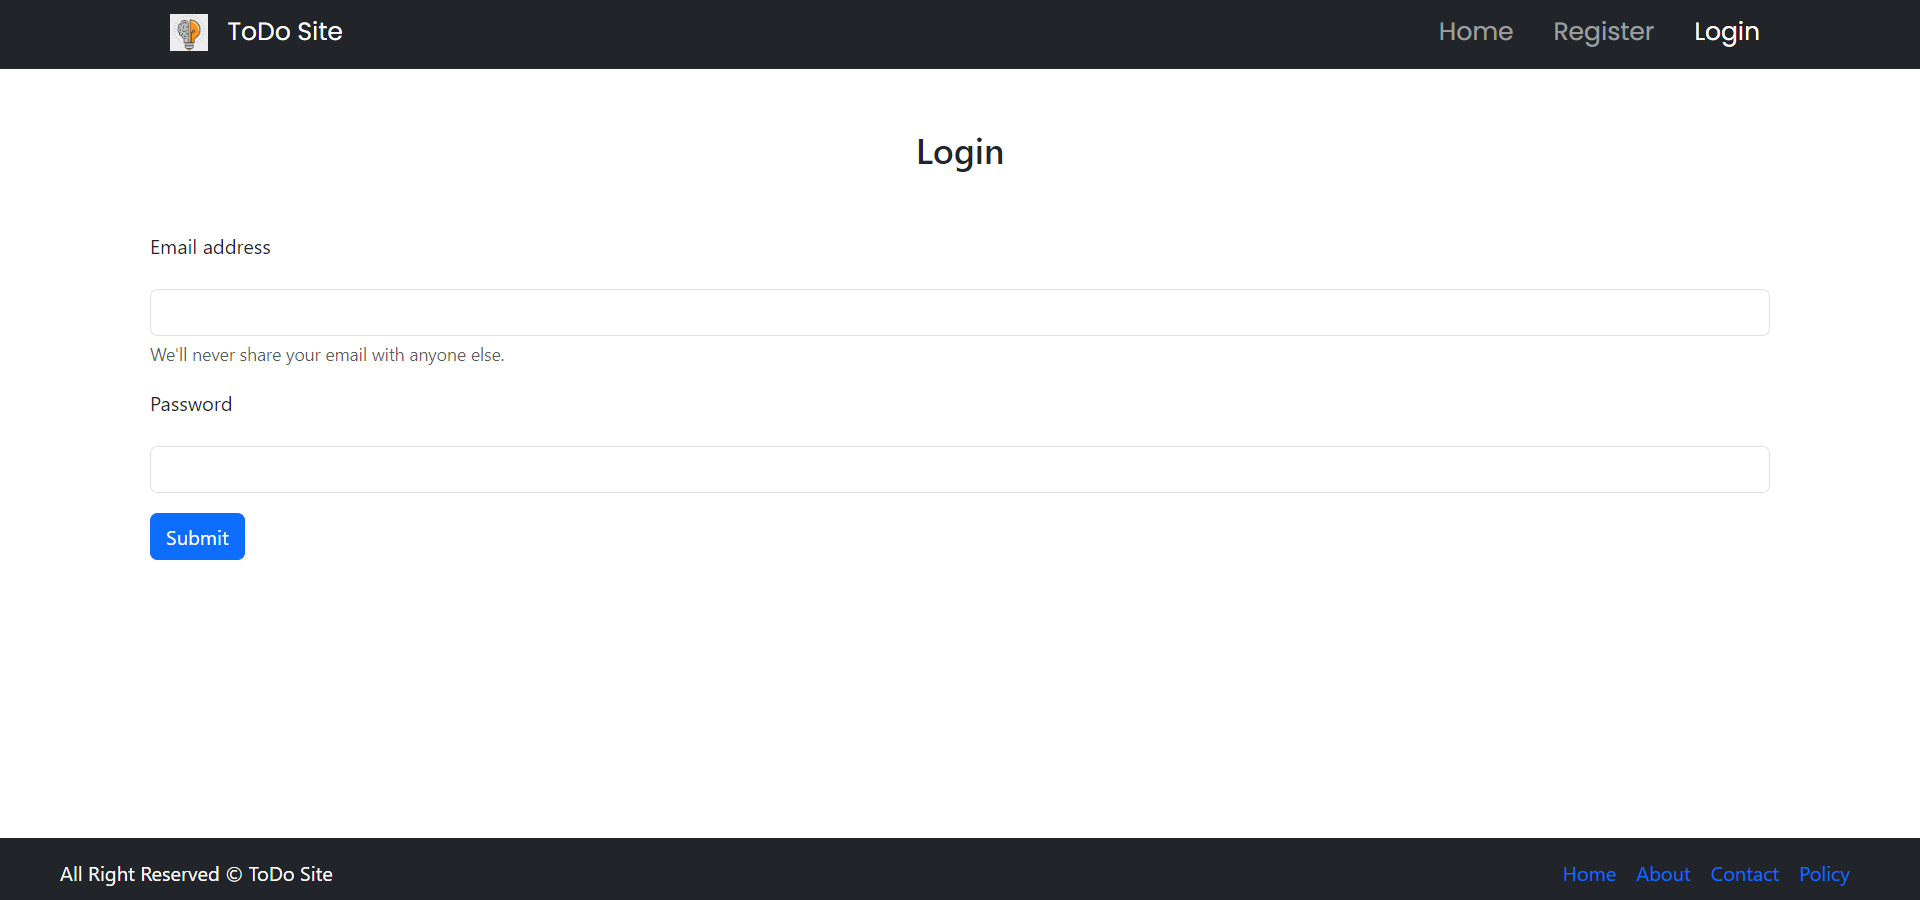 ToDo Site Home Register Login
Login
Email address
We'll never share your email with anyone else.
Password
Submit
All Right Reserved © ToDo Site Home About Contact Policy